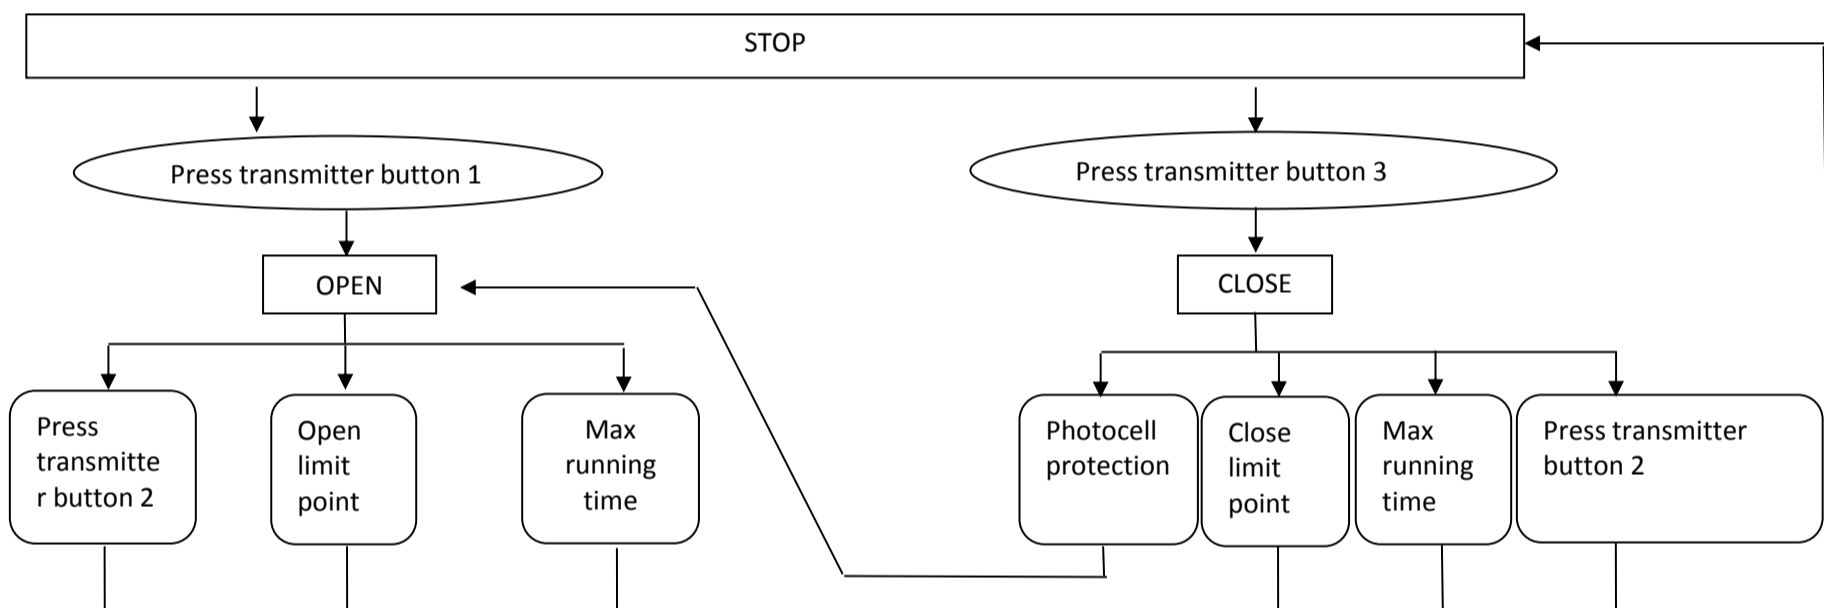 STOP
Press transmitter button 1
Press transmitter button 3
OPEN
CLOSE
Press
transmitte
r button 2
Open
limit
point
Max
running
time
Photocell
protection
Close
limit
point
Max
running
time
Press transmitter
button 2